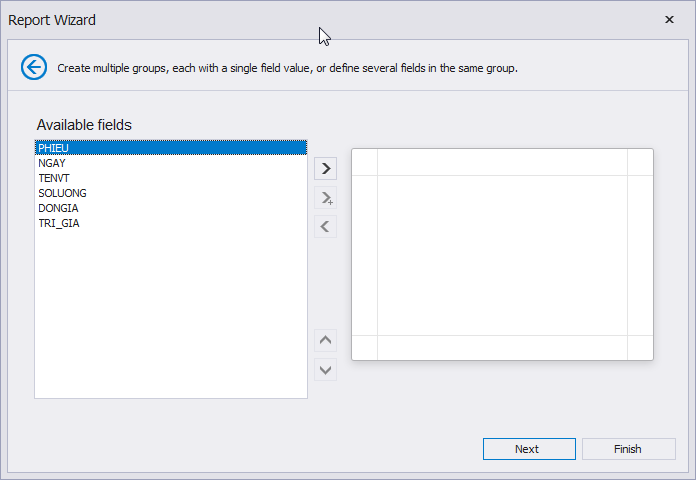 Report Wizard
Create multiple groups, each with a single field value, or define several fields in the same group.
Available fields
PHIEU
NGAY
TENVT
SOLUONG
DONGIA
TRI_GIA
Next
Finish